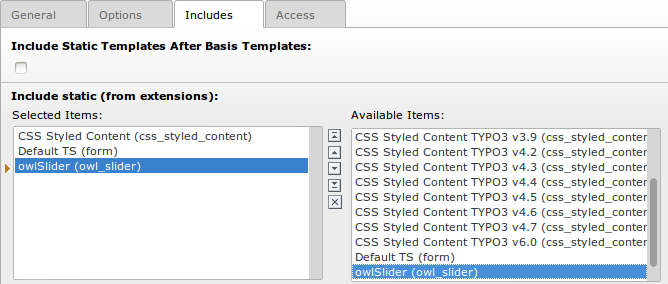 General Options Includes Access
Include Static Templates After Basis Templates:
Include static (from extensions):
Selected Items:
CSS Styled Content (css_styled_content)
Default TS (form)
owlSlider (owl_slider)
Available Items:
CSS Styled Content TYPO3 v3.9 (css_styled_conter
CSS Styled Content TYPO3 v4.2 (css_styled_conter
CSS Styled Content TYPO3 v4.3 (css_styled_conter
CSS Styled Content TYPO3 v4.4 (css_styled_conter
CSS Styled Content TYPO3 v4.5 (css_styled_conter
CSS Styled Content TYPO3 v4.6 (css_styled_conter
CSS Styled Content TYPO3 v4.7 (css_styled_conter
CSS Styled Content TYPO3 v6.0 (css_styled_conter
Default TS (form)
owlSlider (owl_slider)